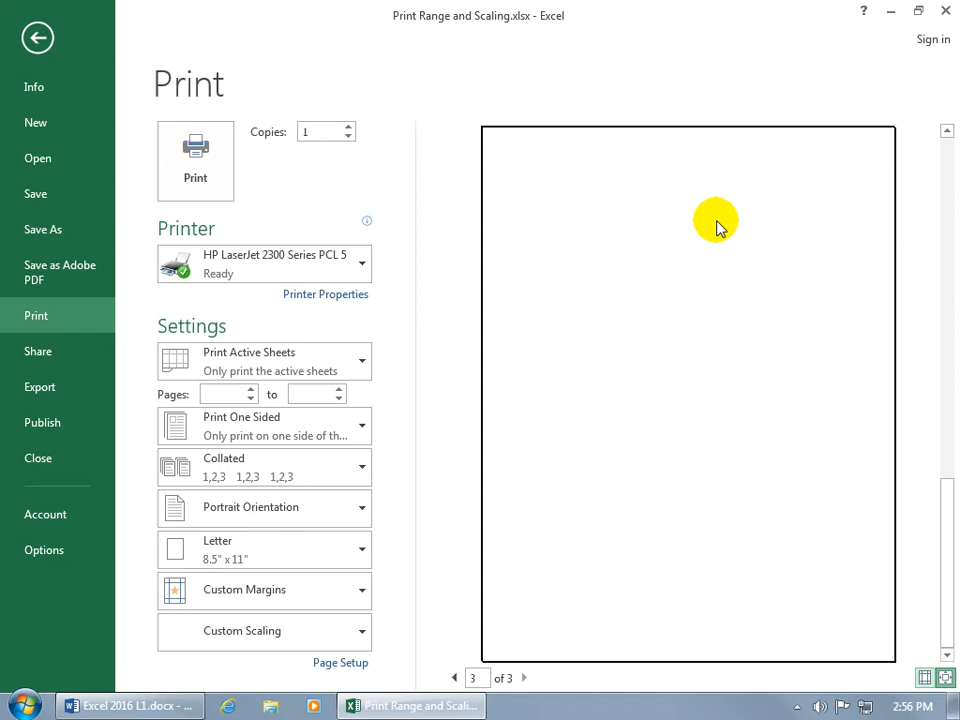 Print Range and Scaling.xlsx - Excel
?
Sign in
Info
New
Open
Save
Save As
Save as Adobe
PDF
Print
Share
Export
Publish
Close
Account
Options
Print
Print
Copies: 1
Printer
HP LaserJet 2300 Series PCL 5
Ready
Printer Properties
Settings
Print Active Sheets
Only print the active sheets
Pages: to
Print One Sided
Only print on one side of th...
Collated
1,2,3 1,2,3 1,2,3
Portrait Orientation
Letter
8.5" x 11"
Custom Margins
Custom Scaling
Page Setup
3 of 3
Excel 2016 L1.docx - ...
Print Range and Scali...
2:56 PM